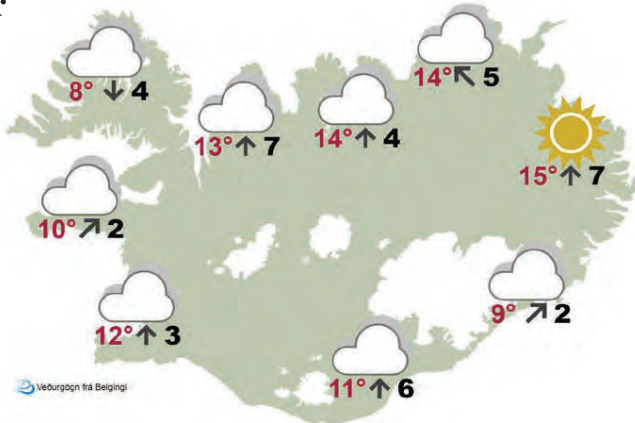 8° ↓ 4
14° ↖ 5
13° ↑ 7
14° ↑ 4
15° ↑ 7
10° ↗ 2
9° ↗ 2
12° ↑ 3
11° ↑ 6
Veðurgögn frá Belgingi